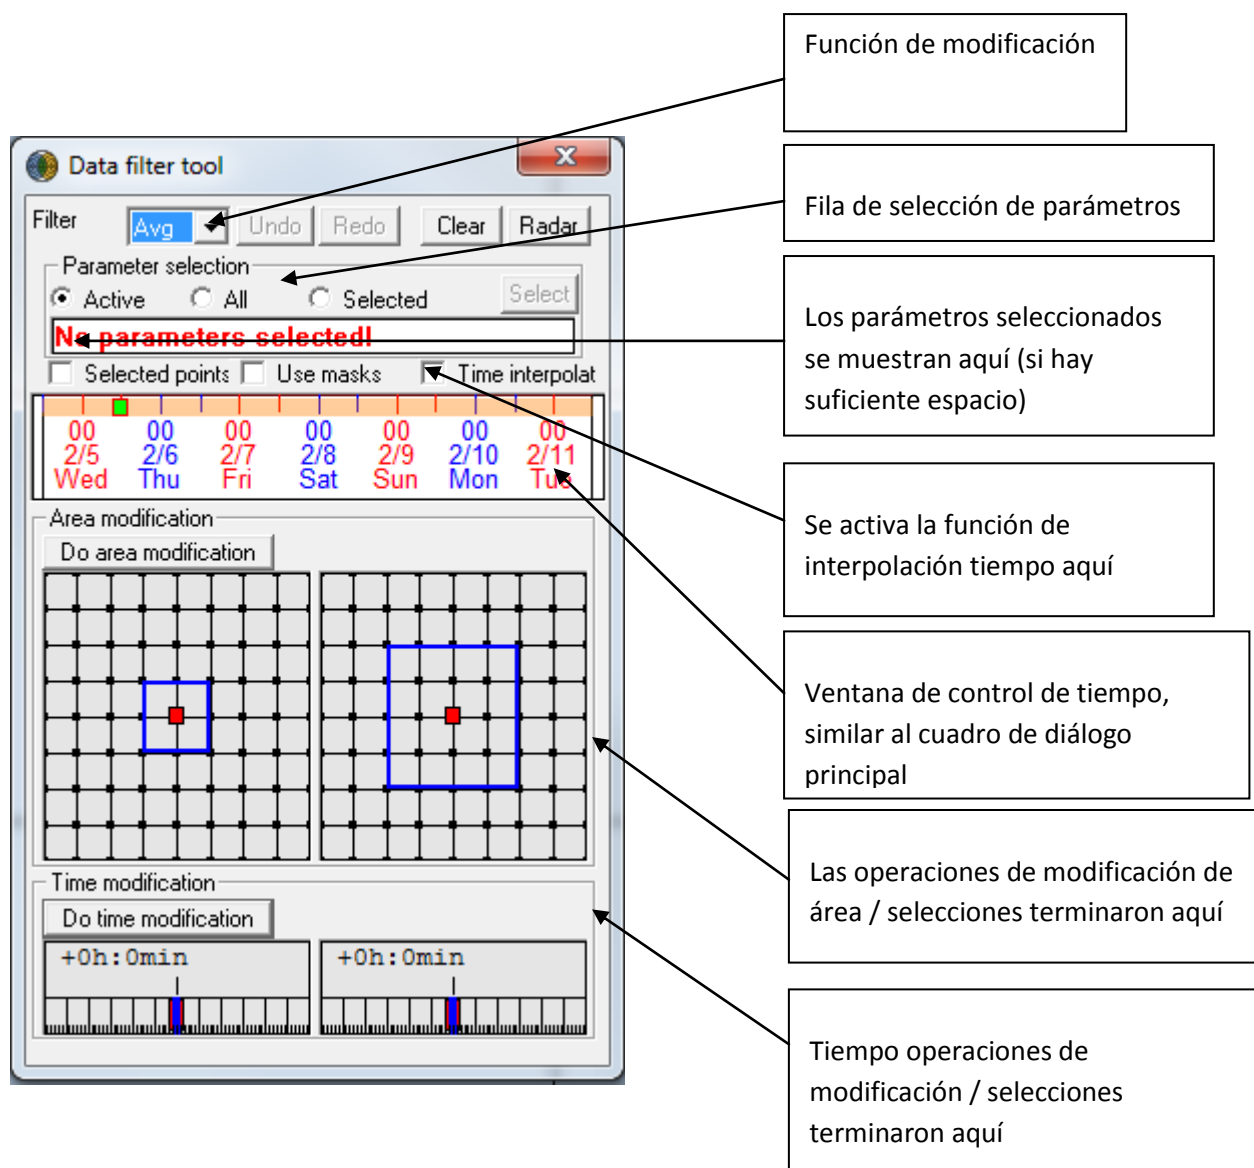 Función de modificación
Data filter tool
Filter Avg Undo Redo Clear Radar
Parameter selection
Active All Selected Select
No parameters selected!
Selected points Use masks Time interpolat
00 00 00 00 00 00 00
2/5 2/6 2/7 2/8 2/9 2/10 2/11
Wed Thu Fri Sat Sun Mon Tue
Area modification
Do area modification
Time modification
Do time modification
+0h:0min +0h:0min
Fila de selección de parámetros
Los parámetros seleccionados
se muestran aquí (si hay
suficiente espacio)
Se activa la función de
interpolación tiempo aquí
Ventana de control de tiempo,
similar al cuadro de diálogo
principal
Las operaciones de modificación de
área / selecciones terminaron aquí
Tiempo operaciones de
modificación / selecciones
terminaron aquí